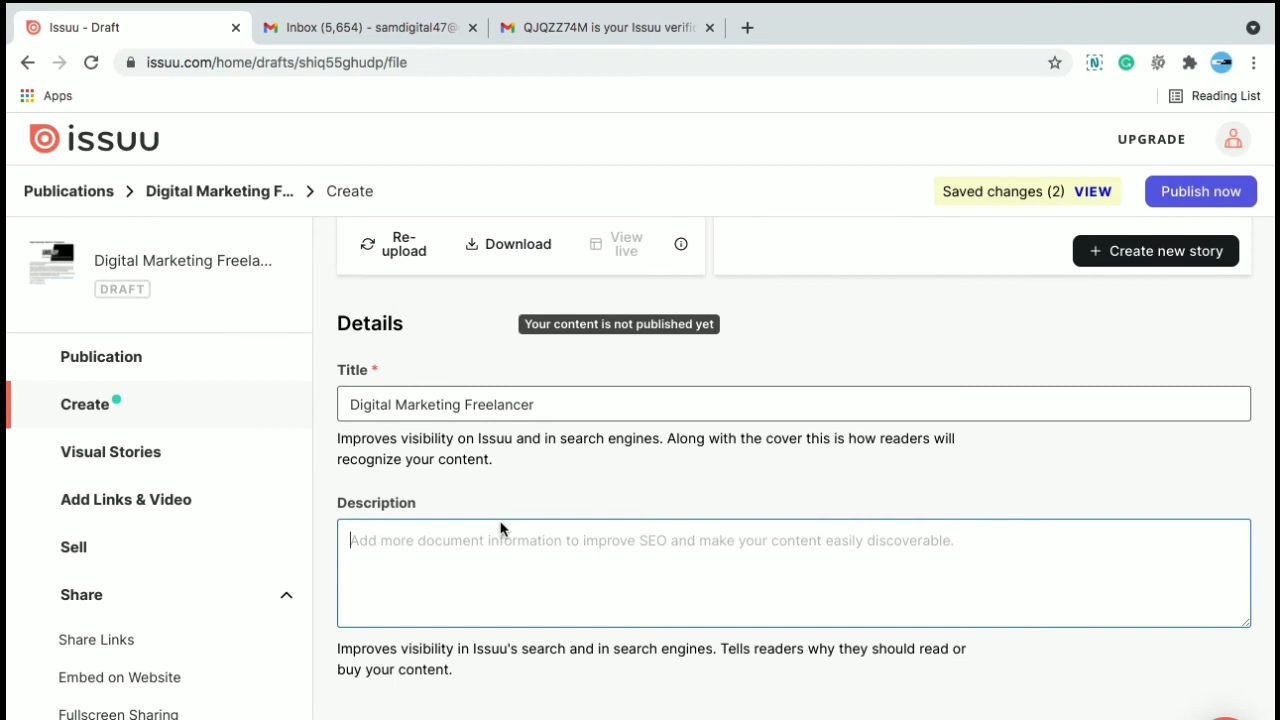 Issuu - Draft
Inbox (5,654) - samdigital47@
QJQZZ74M is your Issuu verific
issuu.com/home/drafts/shiq55ghudp/file
Apps
Reading List
issuu
UPGRADE
Publications > Digital Marketing F... > Create
Saved changes (2) VIEW
Publish now
Digital Marketing Freela...
DRAFT
Re-
upload
Download
View
live
+ Create new story
Details
Your content is not published yet
Publication
Title *
Create
Digital Marketing Freelancer
Improves visibility on Issuu and in search engines. Along with the cover this is how readers will
recognize your content.
Visual Stories
Add Links & Video
Description
Add more document information to improve SEO and make your content easily discoverable.
Sell
Share
Share Links
Improves visibility in Issuu's search and in search engines. Tells readers why they should read or
buy your content.
Embed on Website
Fullscreen Sharing